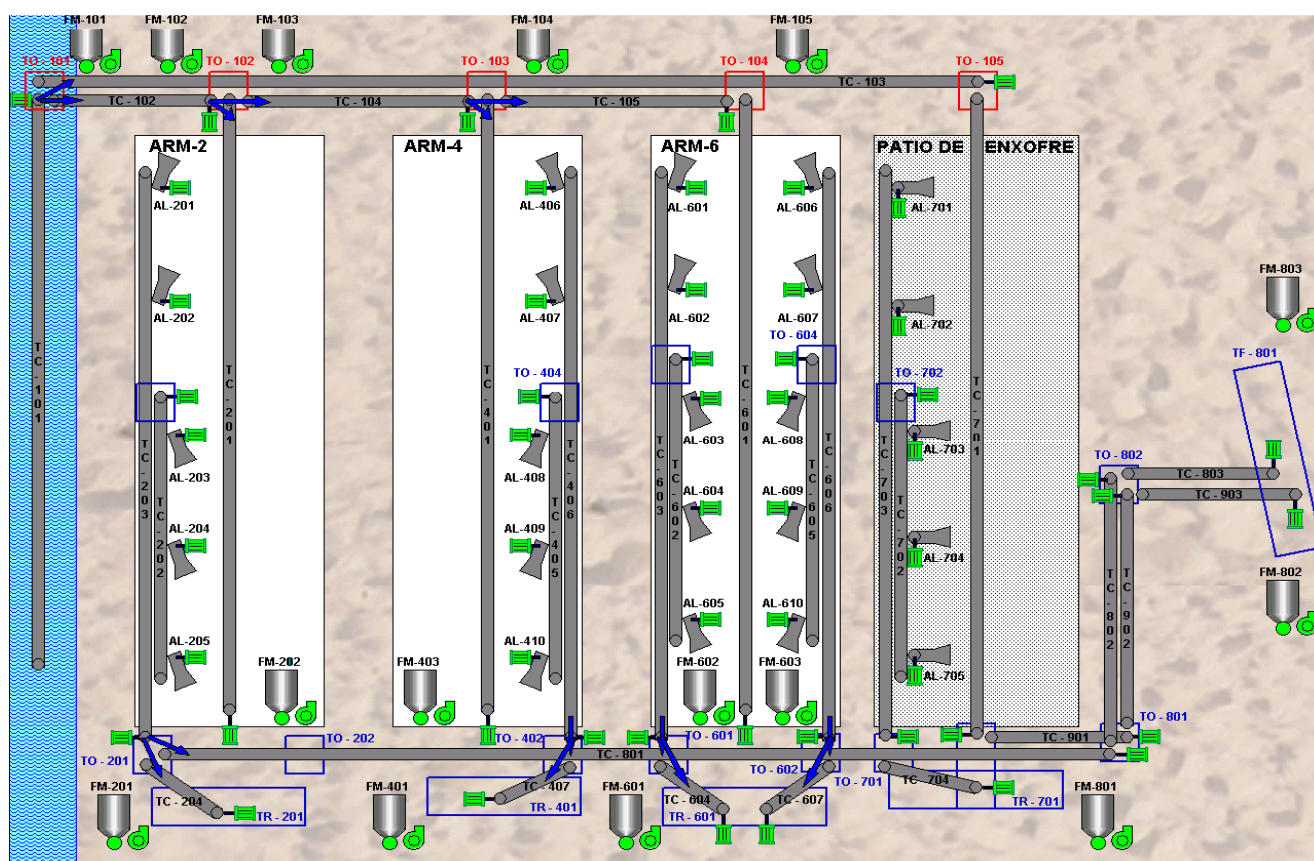 FM-101
FM-102
FM-103
FM-104
FM-105
TO - 101
TO - 102
TO - 103
TO - 104
TO - 105
TC - 103
TC - 102
TC - 104
TC - 105
ARM-2
ARM-4
ARM-6
PATIO DE ENXOFRE
AL-201
AL-406
AL-601
AL-606
AL-701
FM-803
AL-202
AL-407
AL-602
AL-607
AL-702
TO - 604
TF - 801
TC-101
TC-201
TC-401
TC-601
TC-701
TO - 404
TO - 702
AL-603
AL-608
AL-703
AL-203
AL-408
TC-203
TC-406
TC-603
TC-602
TC-605
TC-606
TC-703
TO - 802
TC - 803
TC - 903
AL-604
AL-609
AL-204
AL-409
TC-202
TC-405
TC-702
AL-704
FM-802
TC-802
TC-902
AL-605
AL-610
AL-205
AL-410
FM-202
FM-403
FM-602
FM-603
AL-705
TO - 801
TO - 202
TO - 402
TO - 601
TC - 901
TO - 201
TC - 801
TO - 602
TO - 701
TC - 407
TC - 704
FM-201
TC - 204
FM-401
FM-601
TC - 604
TC - 607
FM-801
TR - 201
TR - 401
TR - 601
TR - 701